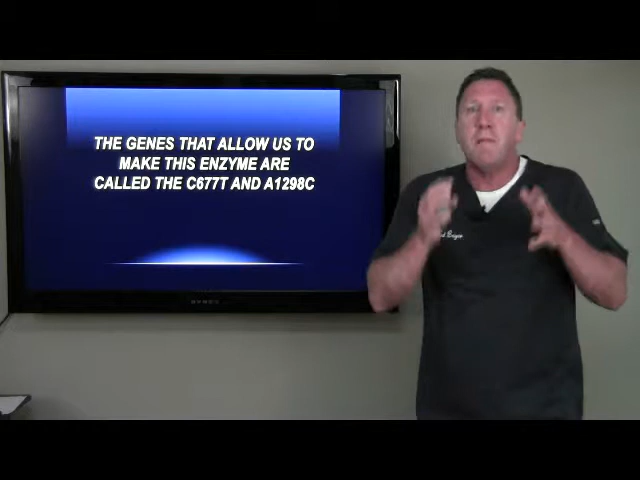 THE GENES THAT ALLOW US TO
MAKE THIS ENZYME ARE
CALLED THE C677T AND A1298C